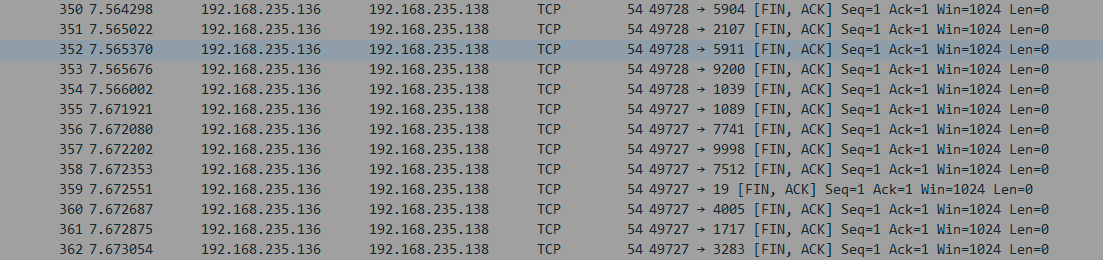 350 7.564298 192.168.235.136 192.168.235.138 TCP 54 49728 → 5904 [FIN, ACK] Seq=1 Ack=1 Win=1024 Len=0
351 7.565022 192.168.235.136 192.168.235.138 TCP 54 49728 → 2107 [FIN, ACK] Seq=1 Ack=1 Win=1024 Len=0
352 7.565370 192.168.235.136 192.168.235.138 TCP 54 49728 → 5911 [FIN, ACK] Seq=1 Ack=1 Win=1024 Len=0
353 7.565676 192.168.235.136 192.168.235.138 TCP 54 49728 → 9200 [FIN, ACK] Seq=1 Ack=1 Win=1024 Len=0
354 7.566002 192.168.235.136 192.168.235.138 TCP 54 49728 → 1039 [FIN, ACK] Seq=1 Ack=1 Win=1024 Len=0
355 7.671921 192.168.235.136 192.168.235.138 TCP 54 49727 → 1089 [FIN, ACK] Seq=1 Ack=1 Win=1024 Len=0
356 7.672080 192.168.235.136 192.168.235.138 TCP 54 49727 → 7741 [FIN, ACK] Seq=1 Ack=1 Win=1024 Len=0
357 7.672202 192.168.235.136 192.168.235.138 TCP 54 49727 → 9998 [FIN, ACK] Seq=1 Ack=1 Win=1024 Len=0
358 7.672353 192.168.235.136 192.168.235.138 TCP 54 49727 → 7512 [FIN, ACK] Seq=1 Ack=1 Win=1024 Len=0
359 7.672551 192.168.235.136 192.168.235.138 TCP 54 49727 → 19 [FIN, ACK] Seq=1 Ack=1 Win=1024 Len=0
360 7.672687 192.168.235.136 192.168.235.138 TCP 54 49727 → 4005 [FIN, ACK] Seq=1 Ack=1 Win=1024 Len=0
361 7.672875 192.168.235.136 192.168.235.138 TCP 54 49727 → 1717 [FIN, ACK] Seq=1 Ack=1 Win=1024 Len=0
362 7.673054 192.168.235.136 192.168.235.138 TCP 54 49727 → 3283 [FIN, ACK] Seq=1 Ack=1 Win=1024 Len=0